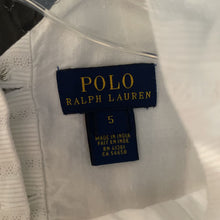 POLO
RALPH LAUREN
5
MADE IN INDIA
FAIT EN INDE